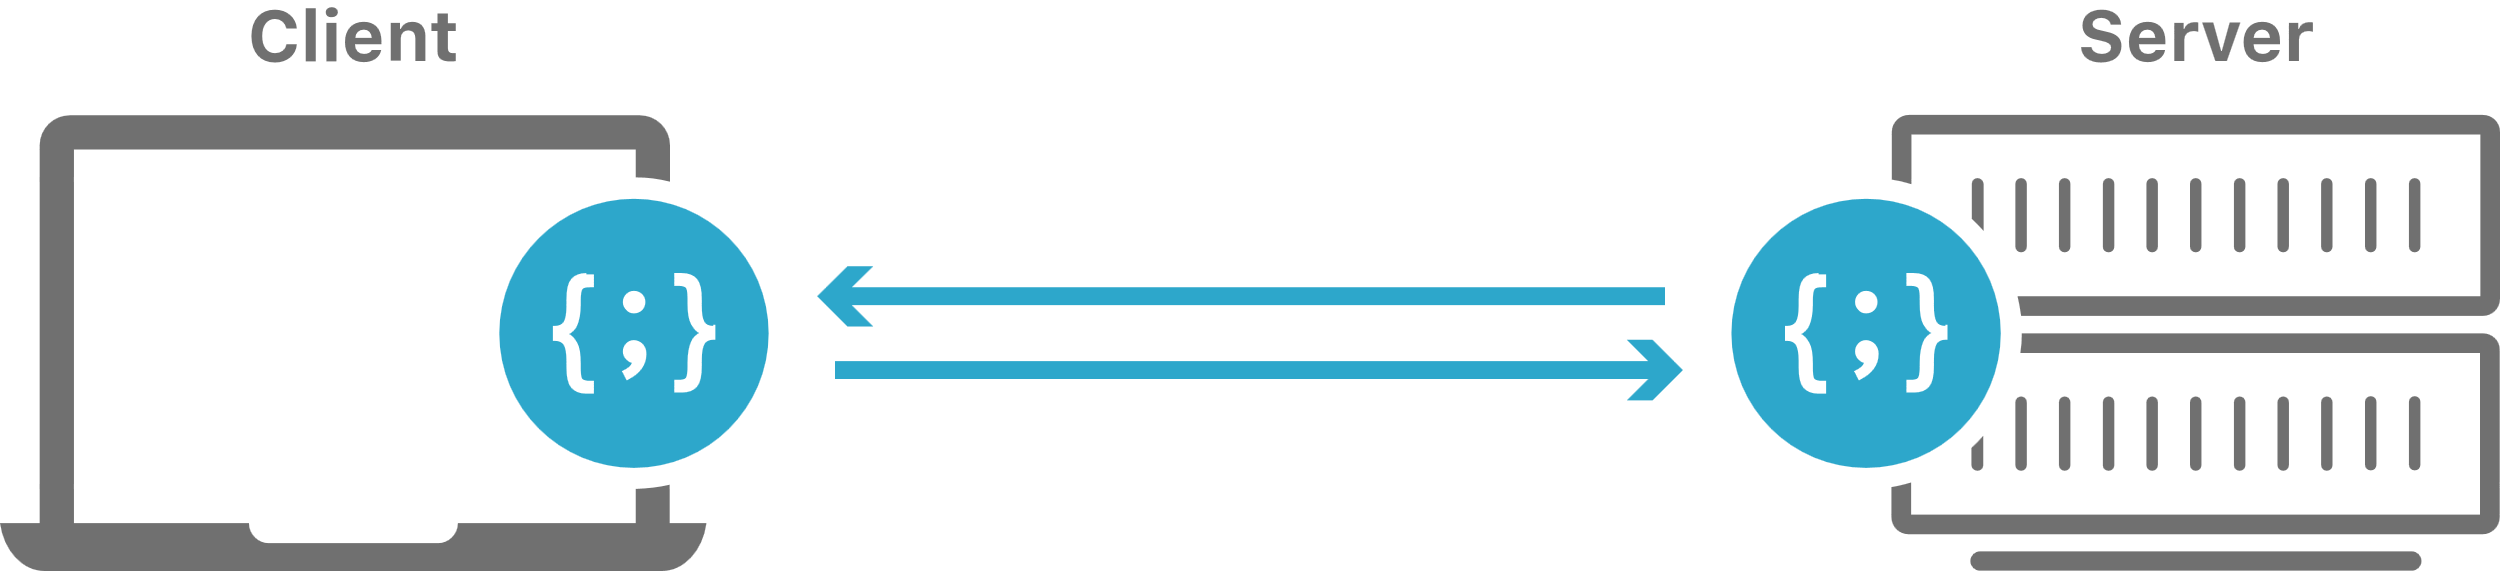 Client
Server
{;}
{;}